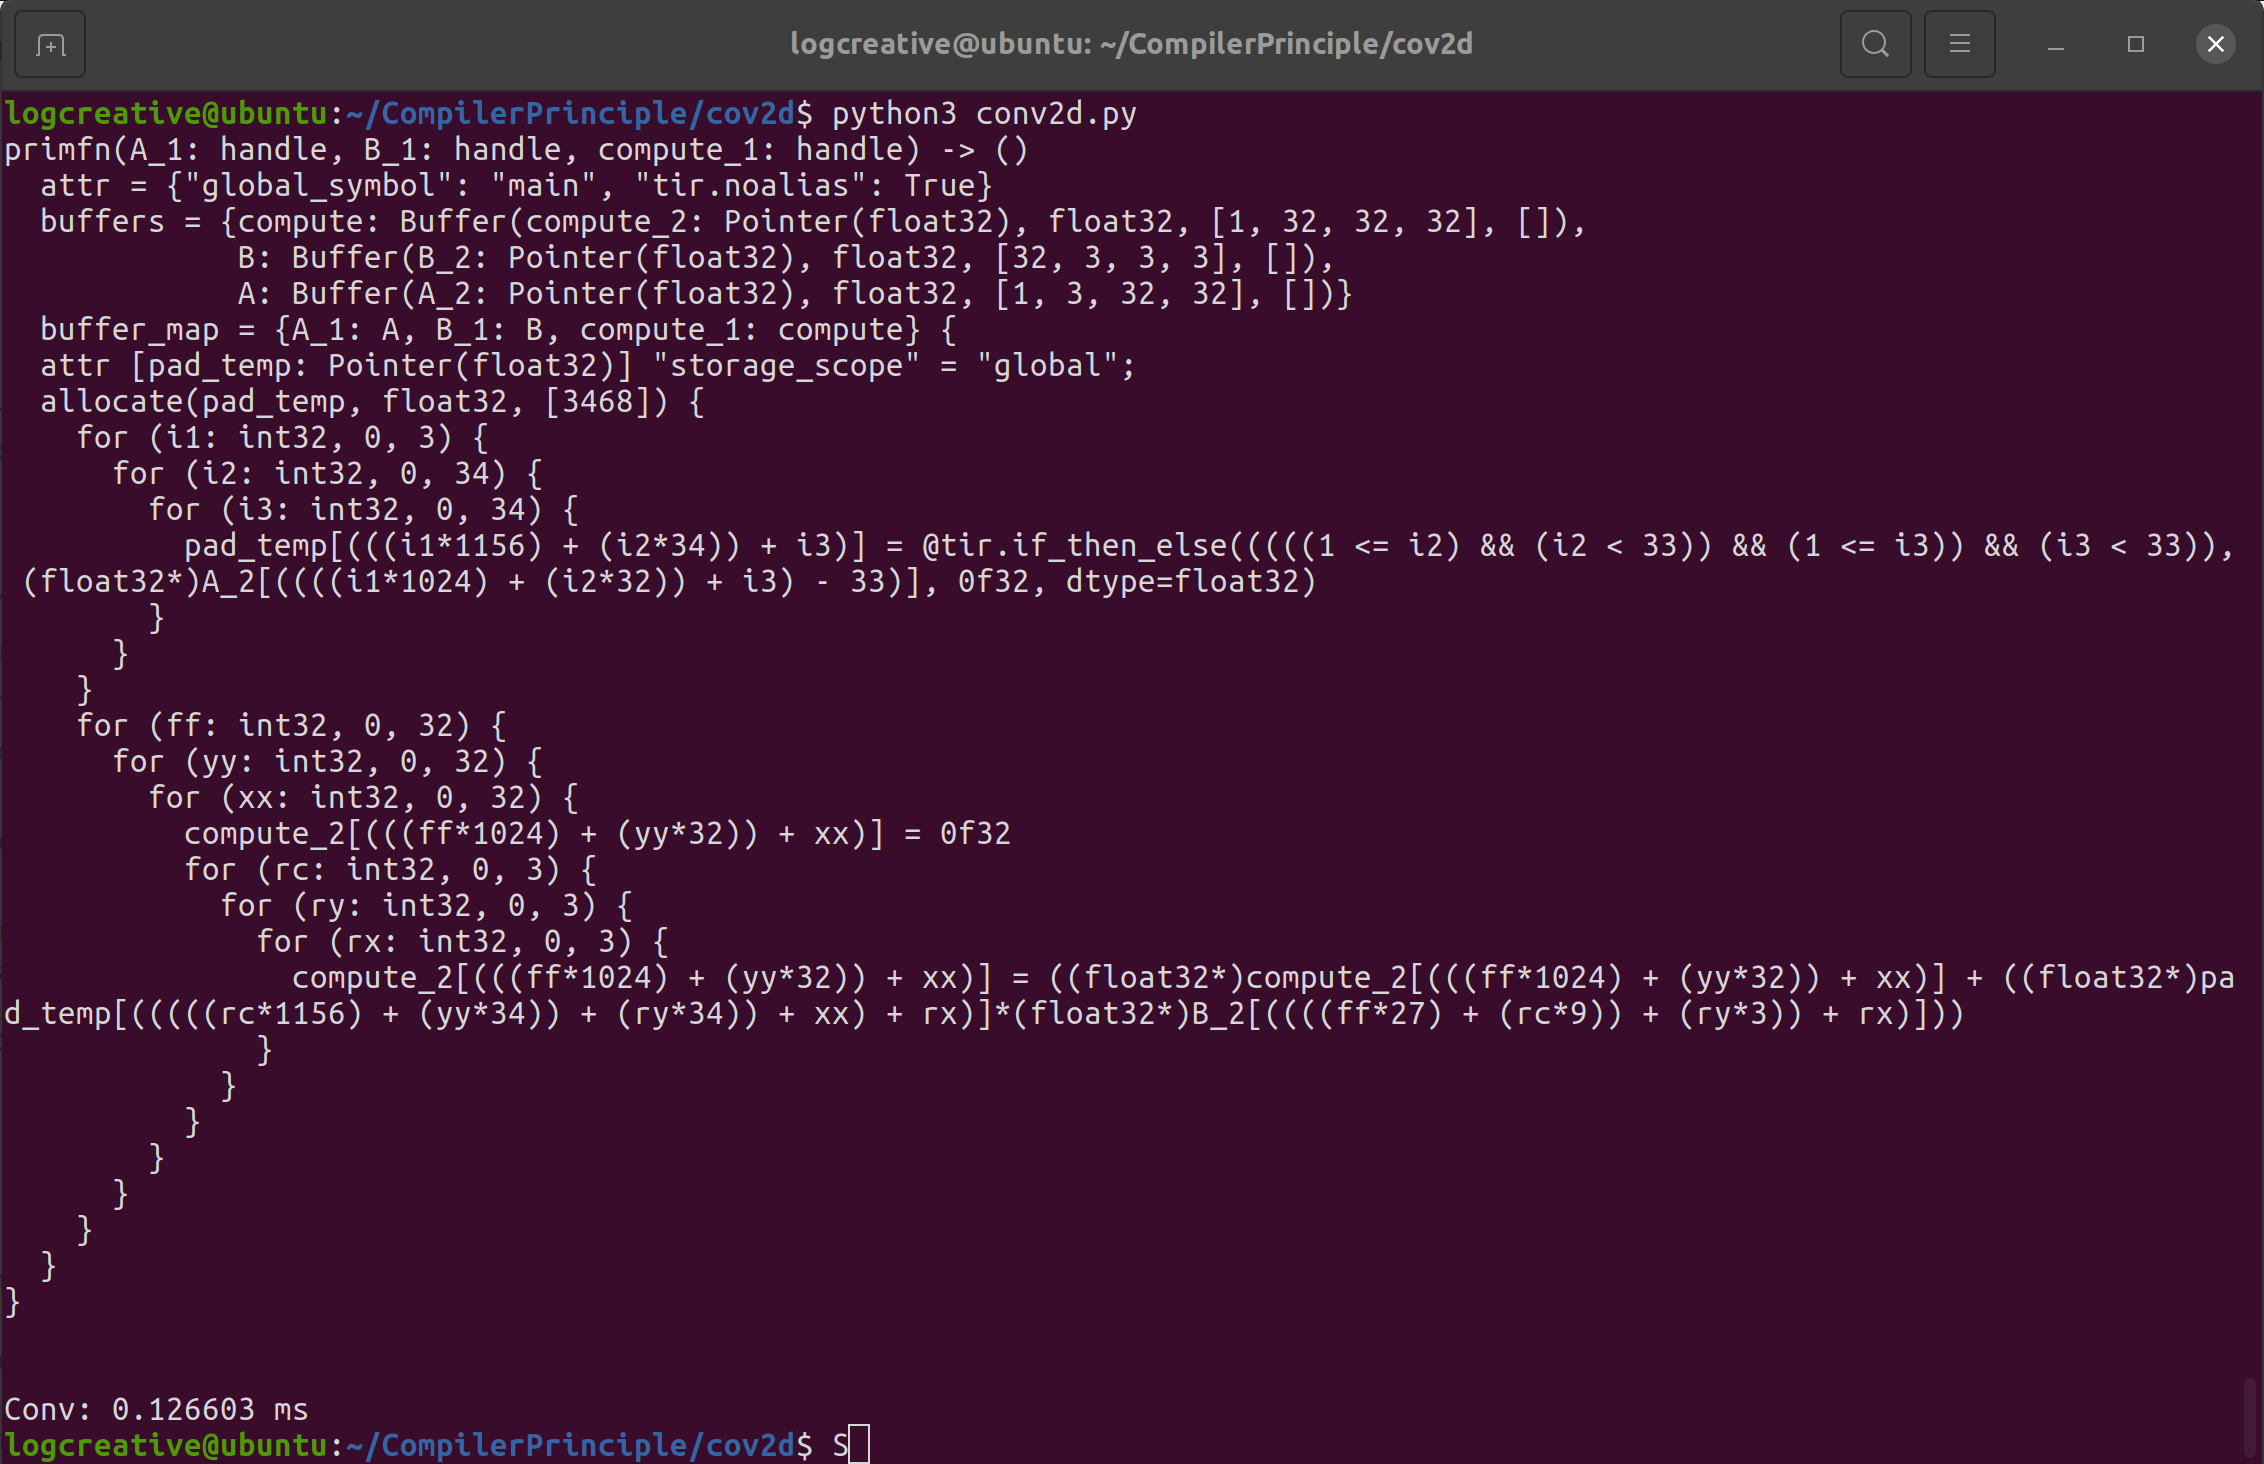 logcreative@ubuntu: ~/CompilerPrinciple/cov2d
logcreative@ubuntu:~/CompilerPrinciple/cov2d$ python3 conv2d.py
primfn(A_1: handle, B_1: handle, compute_1: handle) -> ()
  attr = {"global_symbol": "main", "tir.noalias": True}
  buffers = {compute: Buffer(compute_2: Pointer(float32), float32, [1, 32, 32, 32], []),
             B: Buffer(B_2: Pointer(float32), float32, [32, 3, 3, 3], []),
             A: Buffer(A_2: Pointer(float32), float32, [1, 3, 32, 32], [])}
  buffer_map = {A_1: A, B_1: B, compute_1: compute} {
  attr [pad_temp: Pointer(float32)] "storage_scope" = "global";
  allocate(pad_temp, float32, [3468]) {
    for (i1: int32, 0, 3) {
      for (i2: int32, 0, 34) {
        for (i3: int32, 0, 34) {
          pad_temp[(((i1*1156) + (i2*34)) + i3)] = @tir.if_then_else(((((1 <= i2) && (i2 < 33)) && (1 <= i3)) && (i3 < 33)),
 (float32*)A_2[((((i1*1024) + (i2*32)) + i3) - 33)], 0f32, dtype=float32)
        }
      }
    }
    for (ff: int32, 0, 32) {
      for (yy: int32, 0, 32) {
        for (xx: int32, 0, 32) {
          compute_2[(((ff*1024) + (yy*32)) + xx)] = 0f32
          for (rc: int32, 0, 3) {
            for (ry: int32, 0, 3) {
              for (rx: int32, 0, 3) {
                compute_2[(((ff*1024) + (yy*32)) + xx)] = ((float32*)compute_2[(((ff*1024) + (yy*32)) + xx)] + ((float32*)pa
d_temp[(((((rc*1156) + (yy*34)) + (ry*34)) + xx) + rx)]*(float32*)B_2[((((ff*27) + (rc*9)) + (ry*3)) + rx)]))
              }
            }
          }
        }
      }
    }
  }
}
Conv: 0.126603 ms
logcreative@ubuntu:~/CompilerPrinciple/cov2d$ S